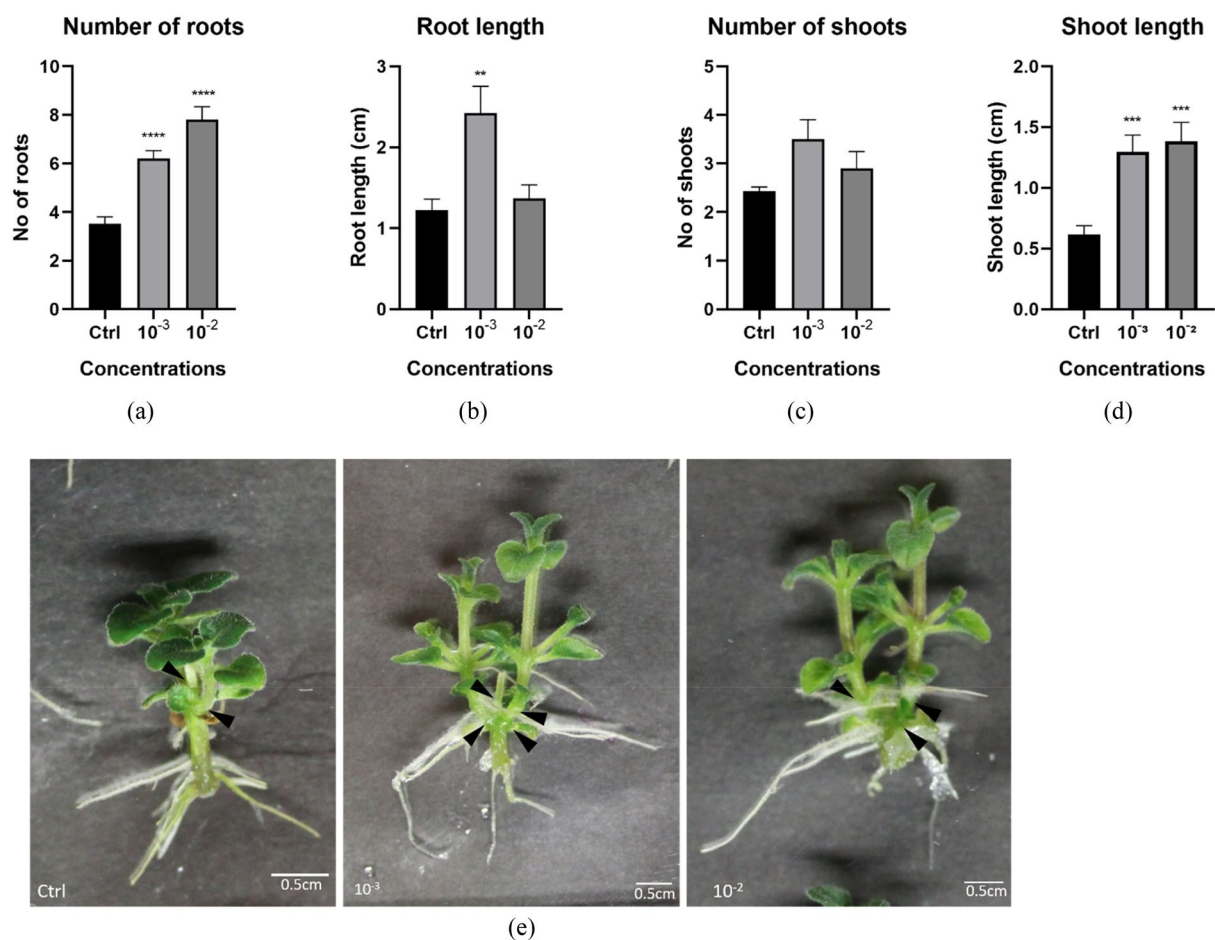 Number of roots
Root length
Number of shoots
Shoot length
No of roots
10
8
6
4
2
0
****
****
Ctrl
10⁻³
10⁻²
Concentrations
(a)
Root length (cm)
3
2
1
0
**
Ctrl
10⁻³
10⁻²
Concentrations
(b)
No of shoots
5
4
3
2
1
0
Ctrl
10⁻³
10⁻²
Concentrations
(c)
Shoot length (cm)
2.0
1.5
1.0
0.5
0.0
***
***
Ctrl
10⁻³
10⁻²
Concentrations
(d)
Ctrl
0.5cm
10⁻³
0.5cm
10⁻²
0.5cm
(e)